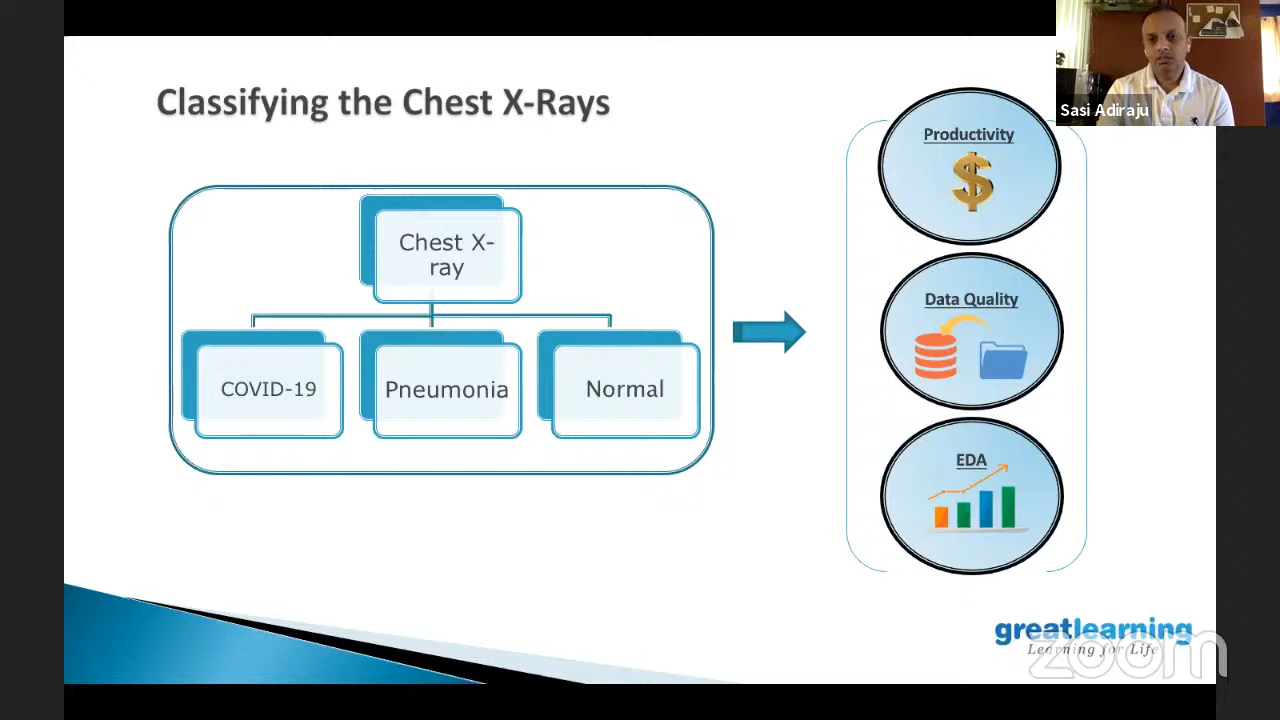 Classifying the Chest X-Rays
Sasi Adiraju
Chest X-
ray
COVID-19
Pneumonia
Normal
Productivity
$
Data Quality
EDA
greatlearning
Learning for Life
zoom